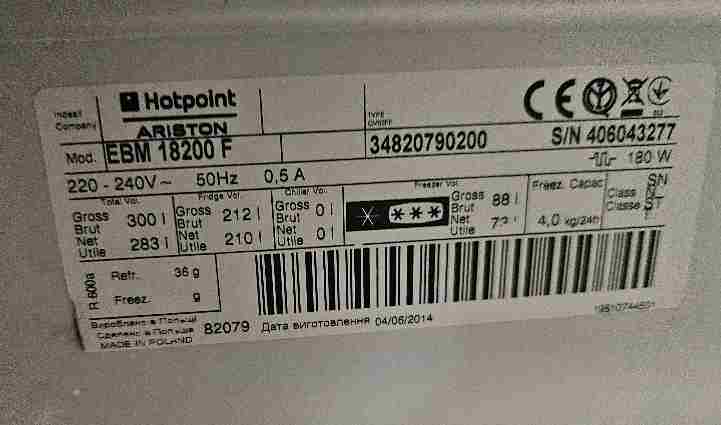 Indesit Company
Hotpoint
ARISTON
Mod. EBM 18200 F
TYPE
34820790200
S/N 406043277
220 - 240V~ 50Hz 0,5 A
180 W
Total Vol.
Gross Brut 300 l
Net Utile 283 l
Fridge Vol.
Gross Brut 212 l
Net Utile 210 l
Chiller Vol.
Gross Brut 0 l
Net Utile 0 l
Freezer Vol.
Gross Brut 88 l
Net Utile 73 l
Freez. Capac
4,0 kg/24h
Class Classe
SN
N
ST
T
R 600a
Refr. 36 g
Freez. g
Вироблено в Польщі
Сделано в Польше
MADE IN POLAND
82079 Дата виготовлення 04/06/2014